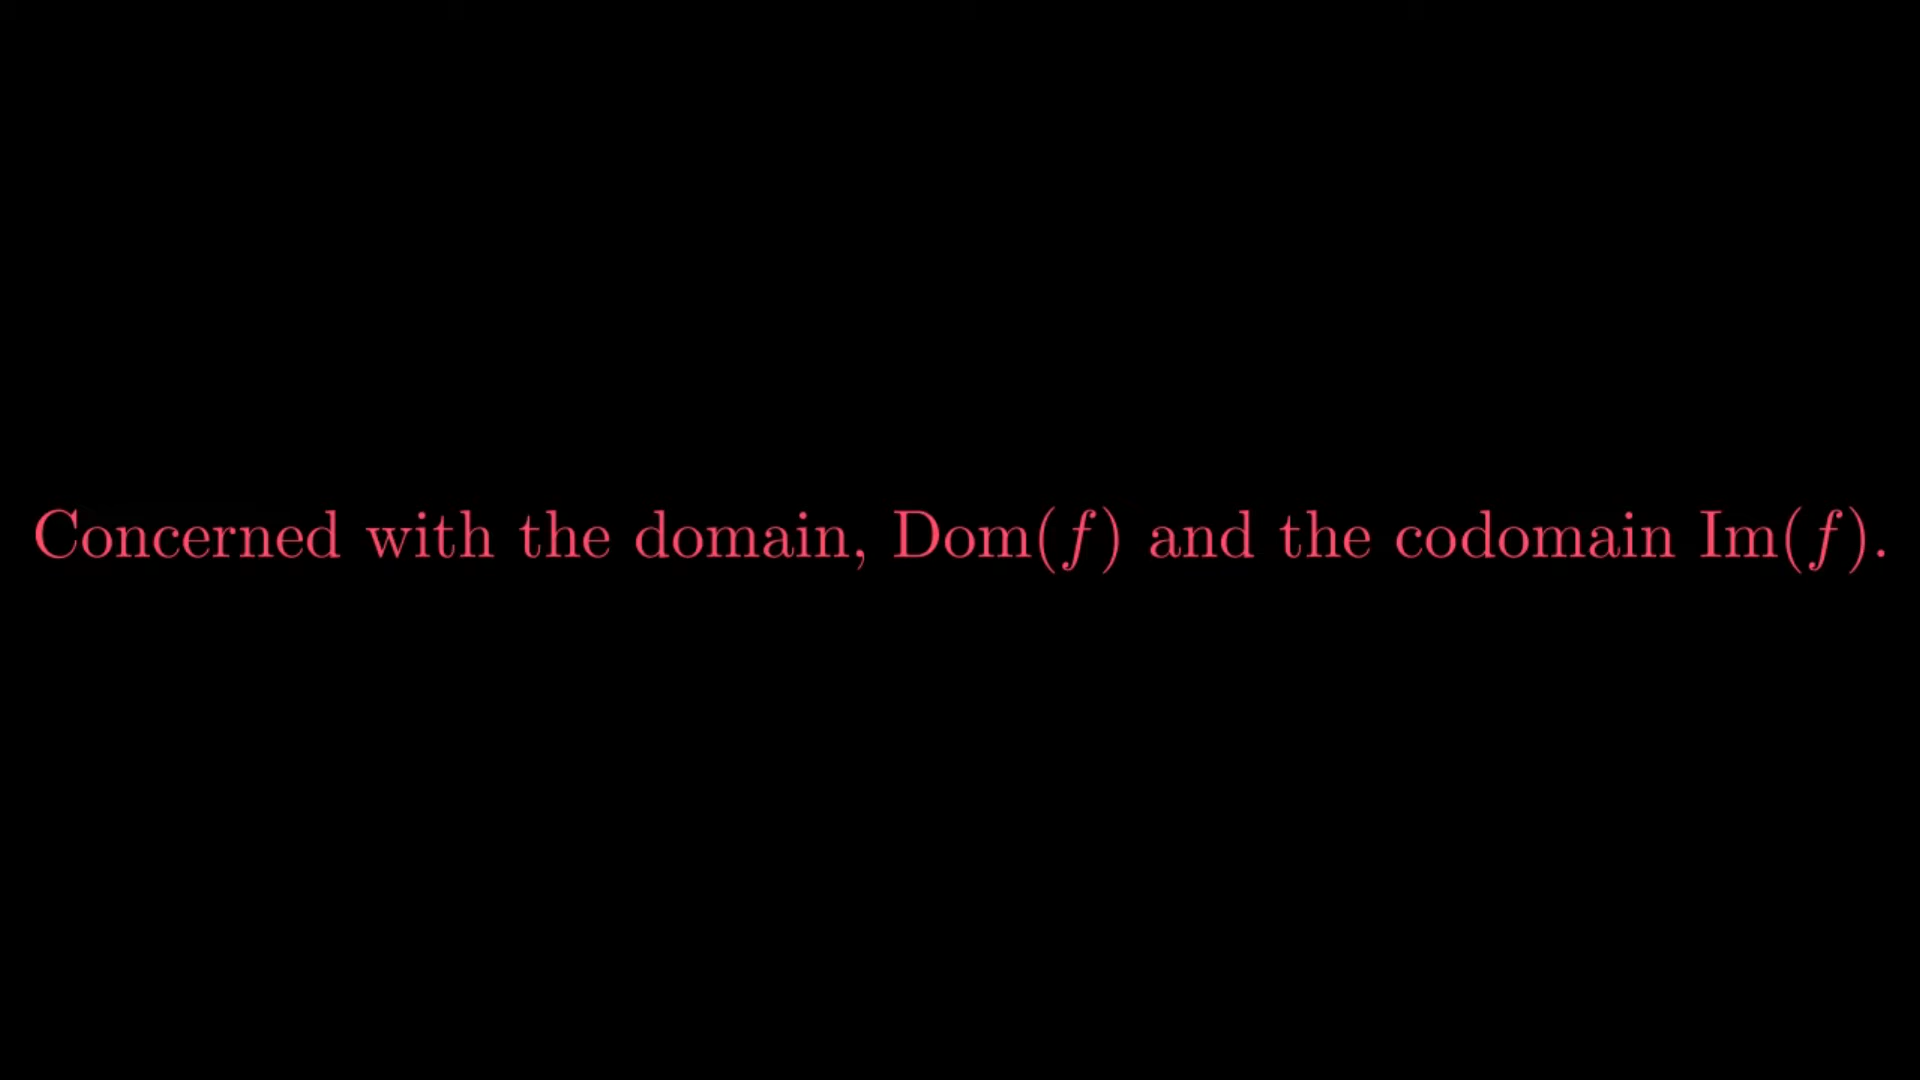 Concerned with the domain, Dom(f) and the codomain Im(f).